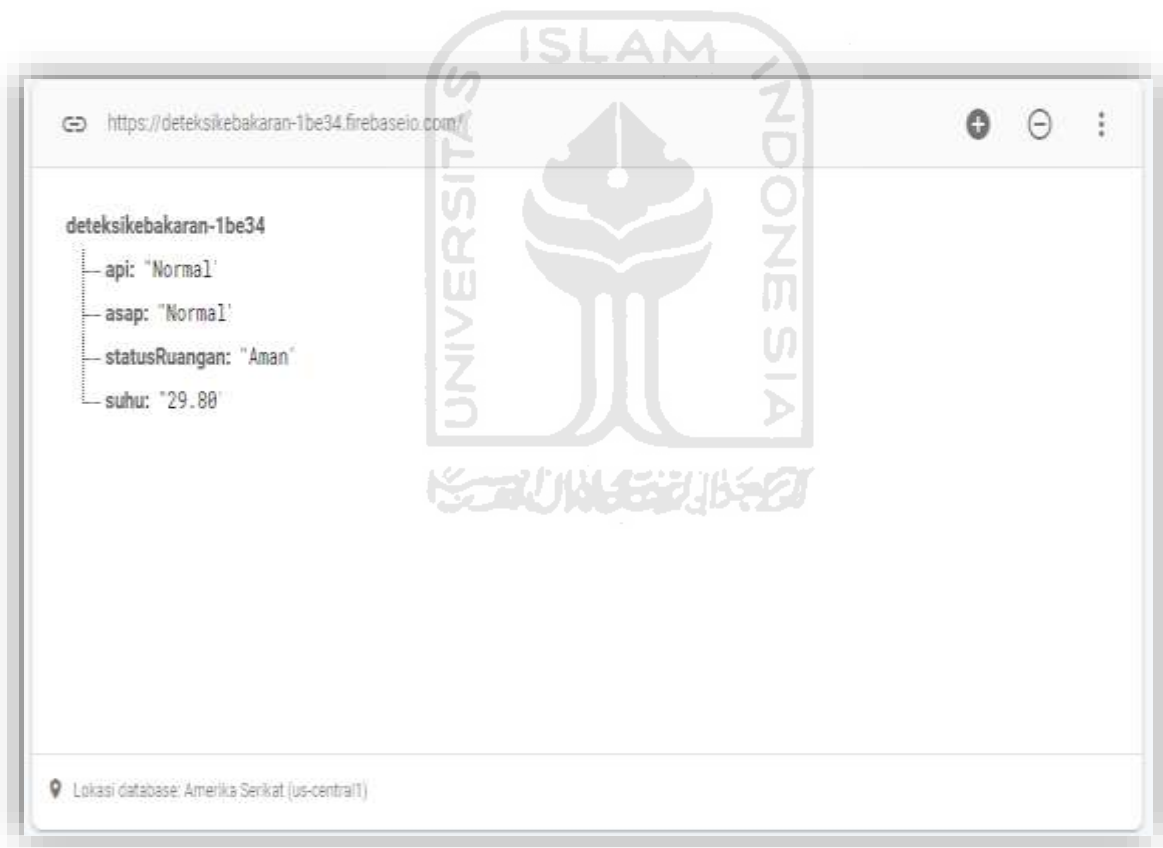 ISLAM
UNIVERSITAS
INDONESIA
https://deteksikebakaran-1be34.firebaseio.com/
deteksikebakaran-1be34
api: "Normal"
asap: "Normal"
statusRuangan: "Aman"
suhu: "29.80"
Lokasi database: Amerika Serikat (us-central1)